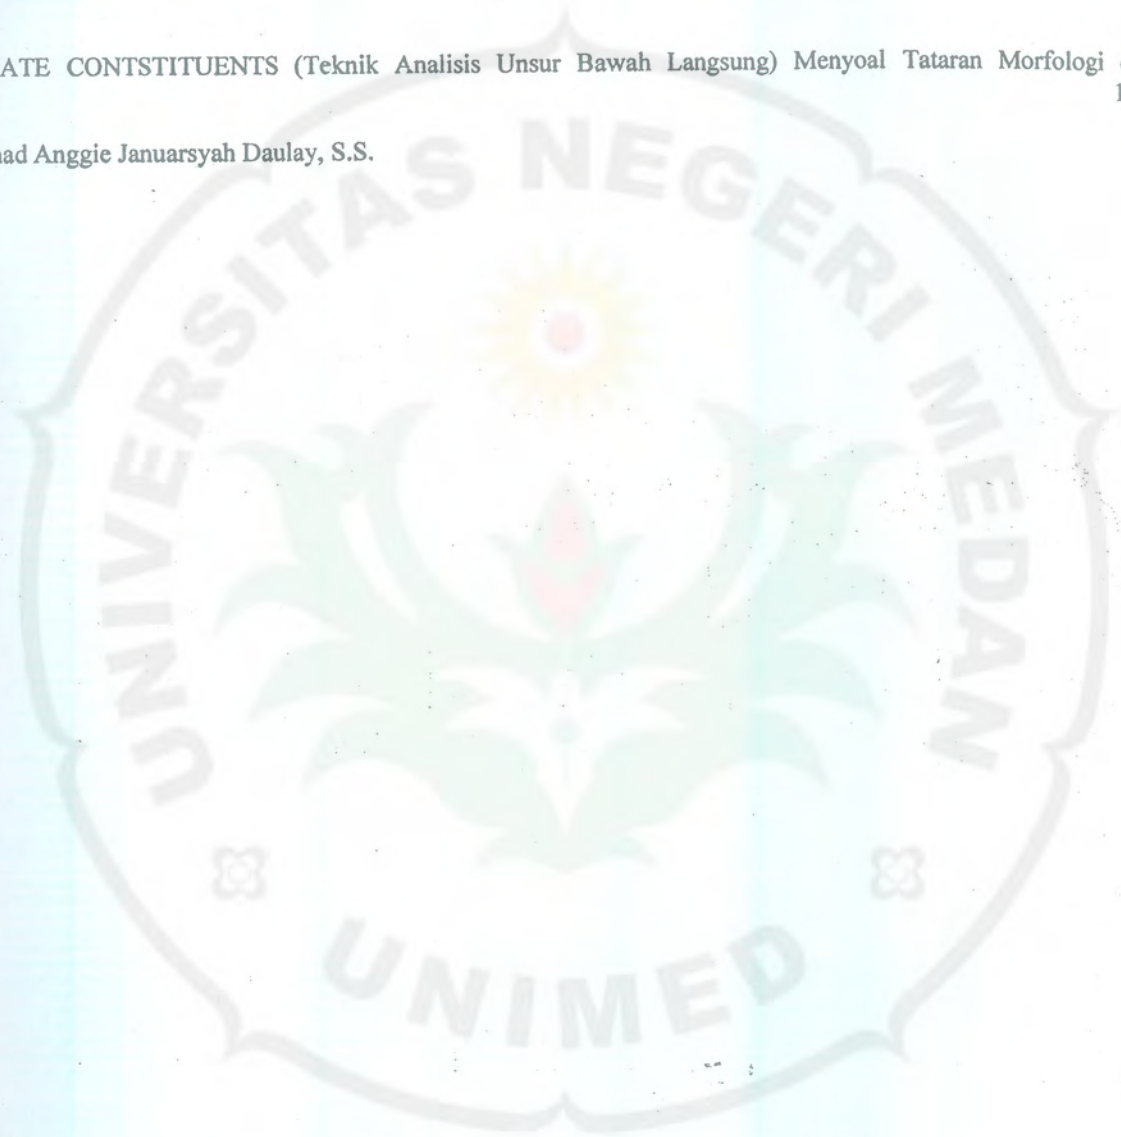 ATE CONTSTITUENTS (Teknik Analisis Unsur Bawah Langsung) Menyoal Tataran Morfologi
ad Anggie Januarsyah Daulay, S.S.
UNIVERSITAS NEGERI MEDAN
UNIMED